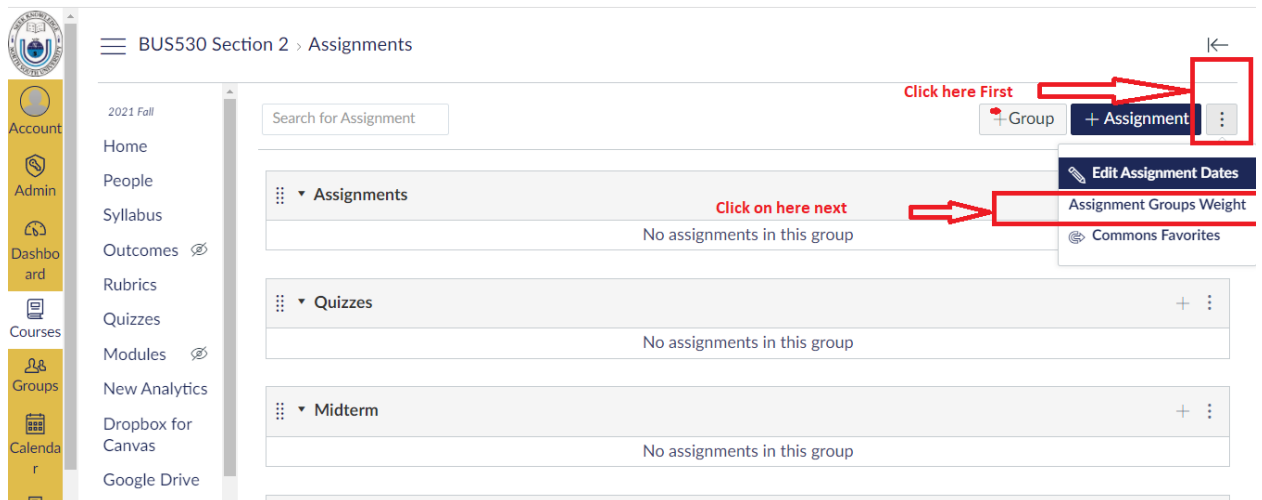 BUS530 Section 2 › Assignments
Click here First
Search for Assignment
+ Group
+ Assignment
Edit Assignment Dates
Assignment Groups Weight
Commons Favorites
Click on here next
Account
Admin
Dashbo
ard
Courses
Groups
Calenda
r
2021 Fall
Home
People
Syllabus
Outcomes
Rubrics
Quizzes
Modules
New Analytics
Dropbox for
Canvas
Google Drive
Assignments
No assignments in this group
Quizzes
No assignments in this group
Midterm
No assignments in this group